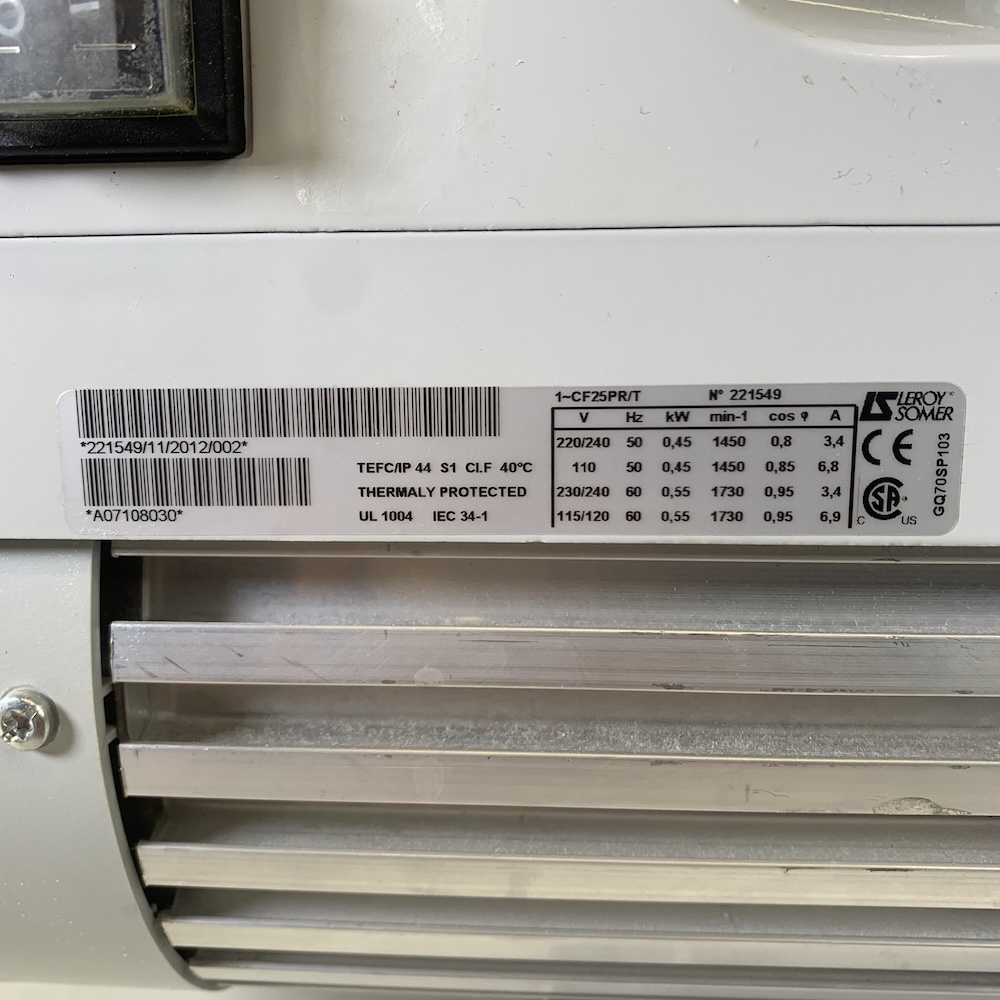 *221549/11/2012/002*
*A07108030*
TEFC/IP 44 S1 Cl.F 40°C
THERMALY PROTECTED
UL 1004 IEC 34-1
1~CF25PR/T N° 221549
V Hz kW min-1 cos φ A
220/240 50 0,45 1450 0,8 3,4
110 50 0,45 1450 0,85 6,8
230/240 60 0,55 1730 0,95 3,4
115/120 60 0,55 1730 0,95 6,9
LS LEROY®
SOMER
CE
C SA® US
GQ70SP103